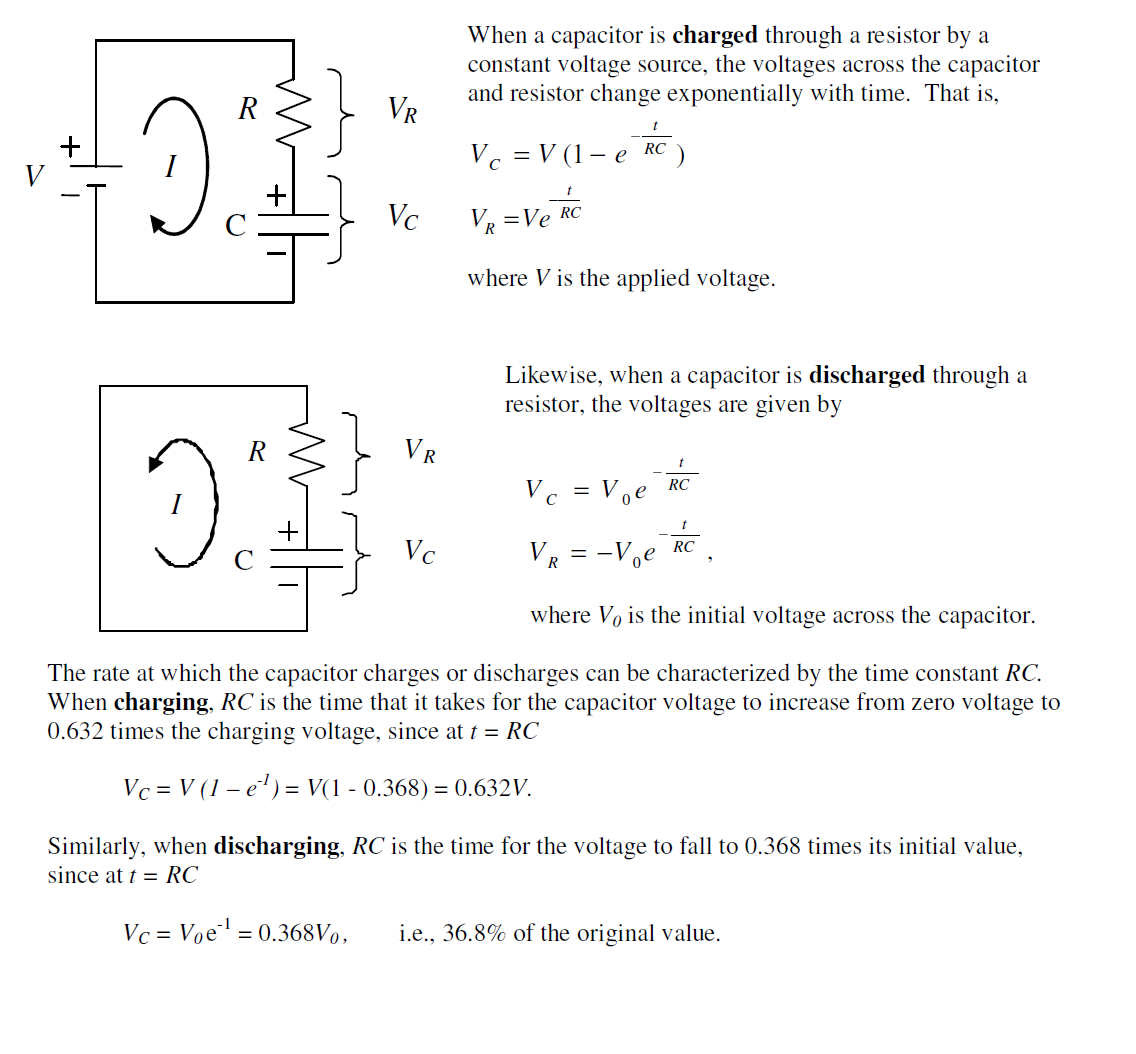 When a capacitor is charged through a resistor by a
constant voltage source, the voltages across the capacitor
and resistor change exponentially with time. That is,
V_C = V (1 – e^{-t/RC})
V_R =Ve^{-t/RC}
where V is the applied voltage.
R
V_R
+
V
–
I
+
C
–
V_C
Likewise, when a capacitor is discharged through a
resistor, the voltages are given by
V_C = V_0 e^{-t/RC}
V_R = –V_0 e^{-t/RC} ,
where V_0 is the initial voltage across the capacitor.
R
V_R
I
+
C
–
V_C
The rate at which the capacitor charges or discharges can be characterized by the time constant RC.
When charging, RC is the time that it takes for the capacitor voltage to increase from zero voltage to
0.632 times the charging voltage, since at t = RC
V_C = V (1 – e^{-1}) = V(1 - 0.368) = 0.632V.
Similarly, when discharging, RC is the time for the voltage to fall to 0.368 times its initial value,
since at t = RC
V_C = V_0e^{-1} = 0.368V_0, i.e., 36.8% of the original value.